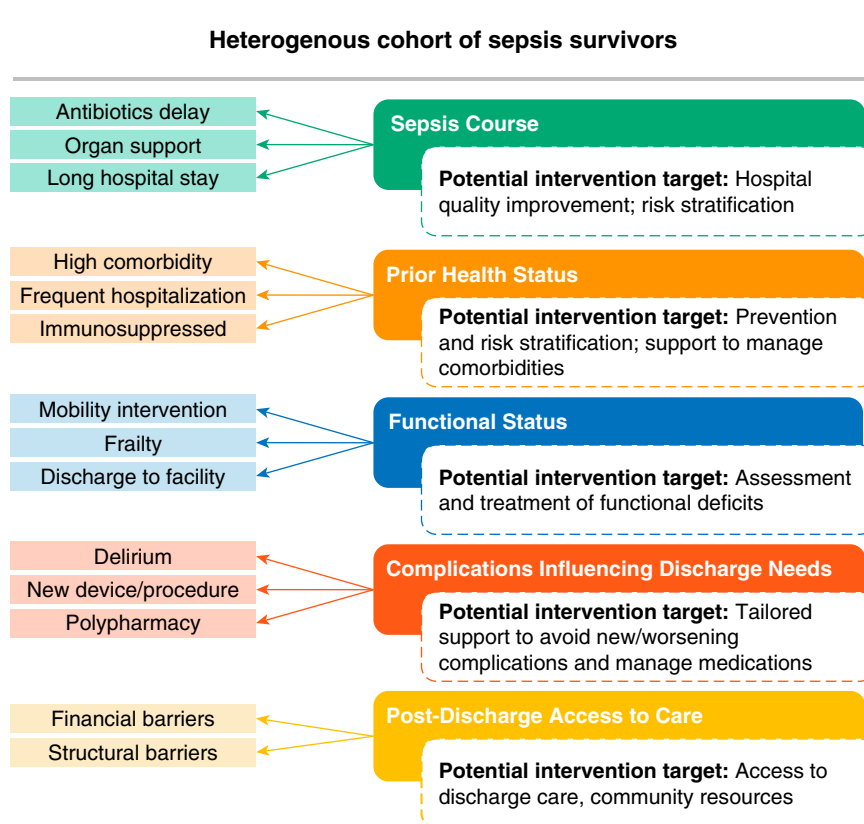 Heterogenous cohort of sepsis survivors
Antibiotics delay
Organ support
Long hospital stay
Sepsis Course
Potential intervention target: Hospital
quality improvement; risk stratification
High comorbidity
Frequent hospitalization
Immunosuppressed
Prior Health Status
Potential intervention target: Prevention
and risk stratification; support to manage
comorbidities
Mobility intervention
Frailty
Discharge to facility
Functional Status
Potential intervention target: Assessment
and treatment of functional deficits
Delirium
New device/procedure
Polypharmacy
Complications Influencing Discharge Needs
Potential intervention target: Tailored
support to avoid new/worsening
complications and manage medications
Financial barriers
Structural barriers
Post-Discharge Access to Care
Potential intervention target: Access to
discharge care, community resources